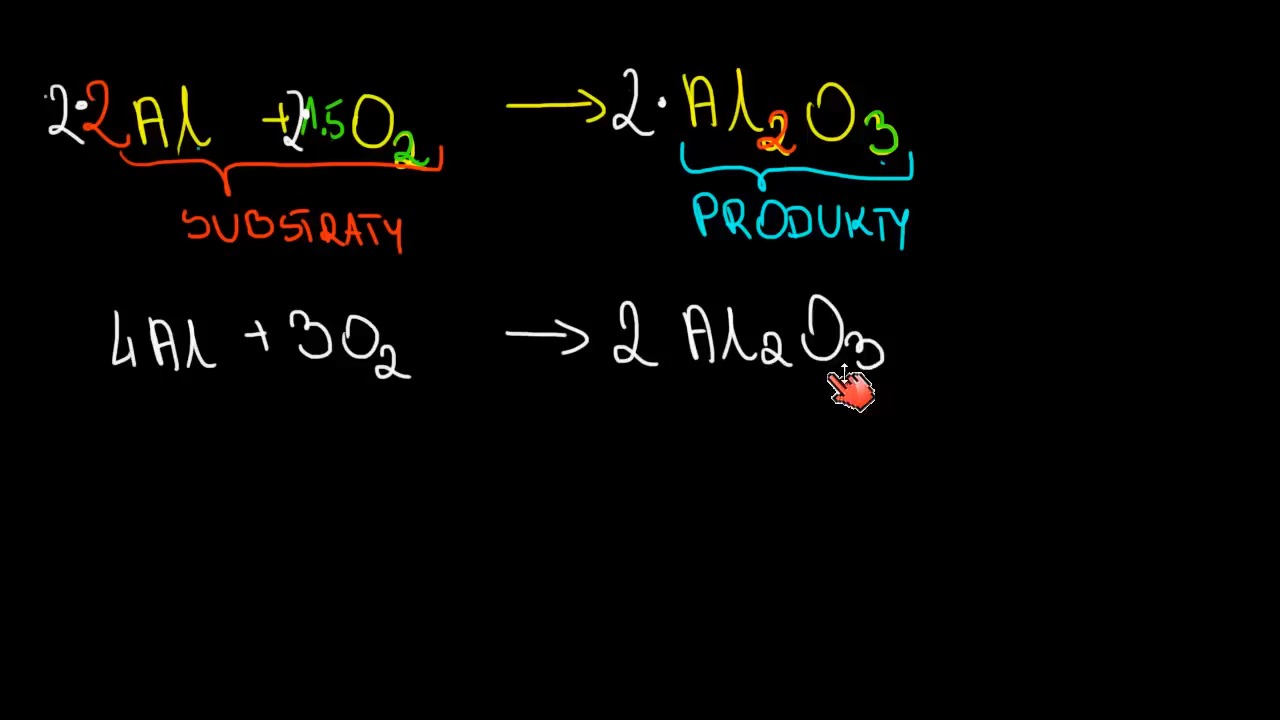 2·2Al + 2·1.5O₂ → 2·Al₂O₃
SUBSTRATY PRODUKTY
4Al + 3O₂ → 2Al₂O₃